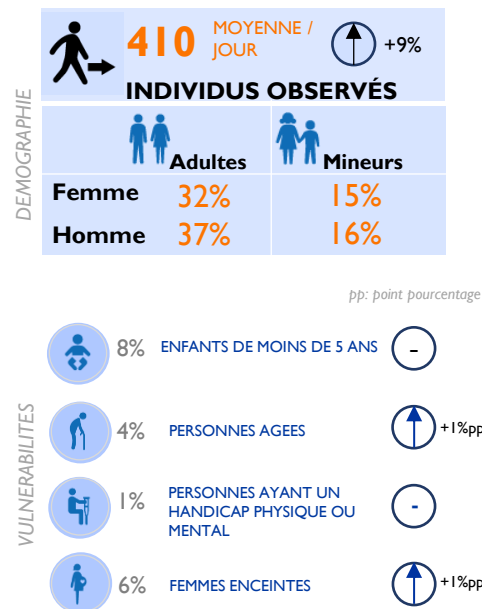 DEMOGRAPHIE
410 MOYENNE /
JOUR
+9%
INDIVIDUS OBSERVÉS
Adultes Mineurs
Femme 32% 15%
Homme 37% 16%
pp: point pourcentage
VULNERABILITES
8% ENFANTS DE MOINS DE 5 ANS -
4% PERSONNES AGEES +1%pp
1% PERSONNES AYANT UN
HANDICAP PHYSIQUE OU
MENTAL -
6% FEMMES ENCEINTES +1%pp